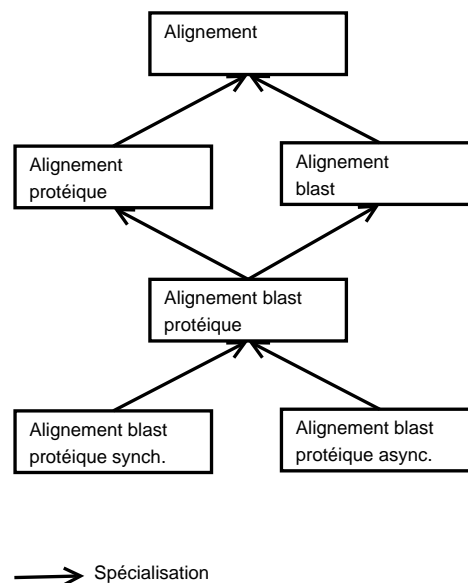 Alignement
Alignement
protéique
Alignement
blast
Alignement blast
protéique
Alignement blast
protéique synch.
Alignement blast
protéique async.
Spécialisation